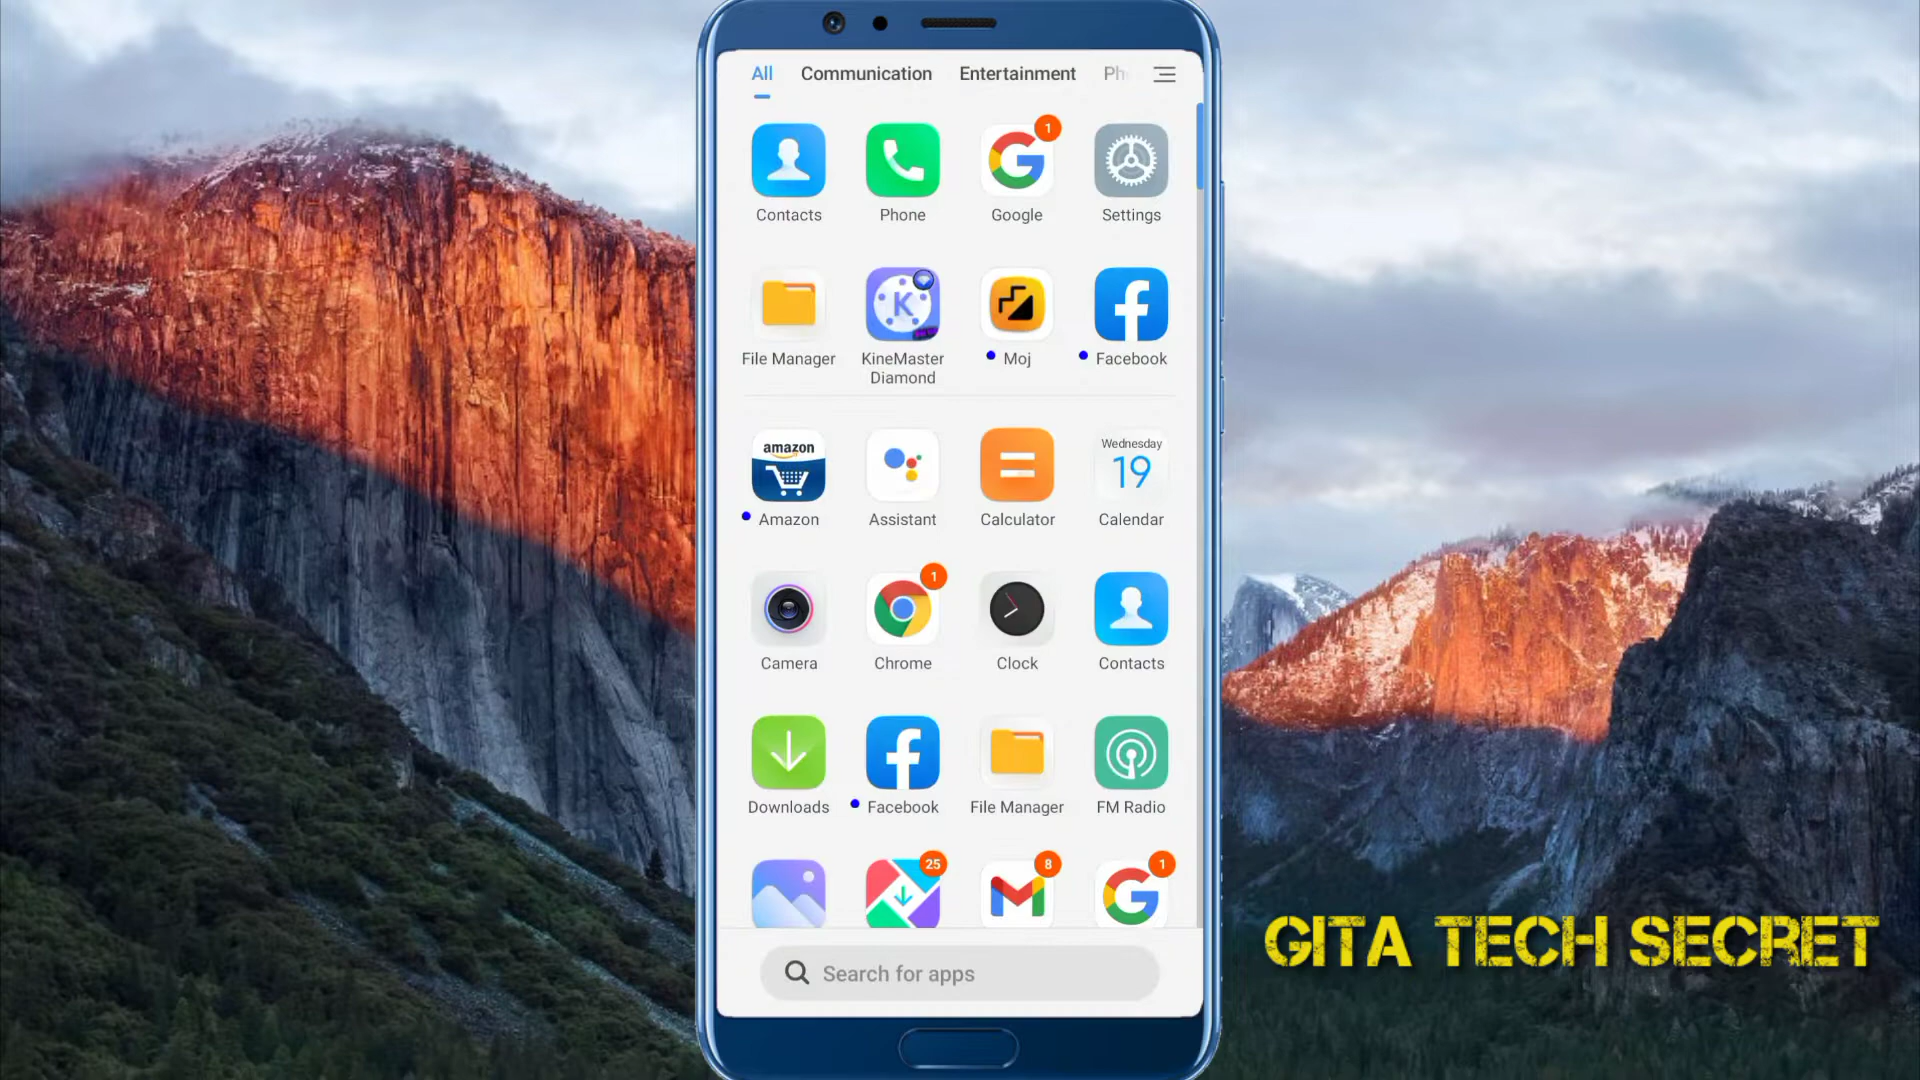 All Communication Entertainment Ph
1 
Contacts Phone Google Settings
K
File Manager KineMaster Diamond Moj Facebook
amazon Wednesday 19
Amazon Assistant Calculator Calendar
1
Camera Chrome Clock Contacts
Downloads Facebook File Manager FM Radio
25 8 1
Search for apps
GITA TECH SECRET